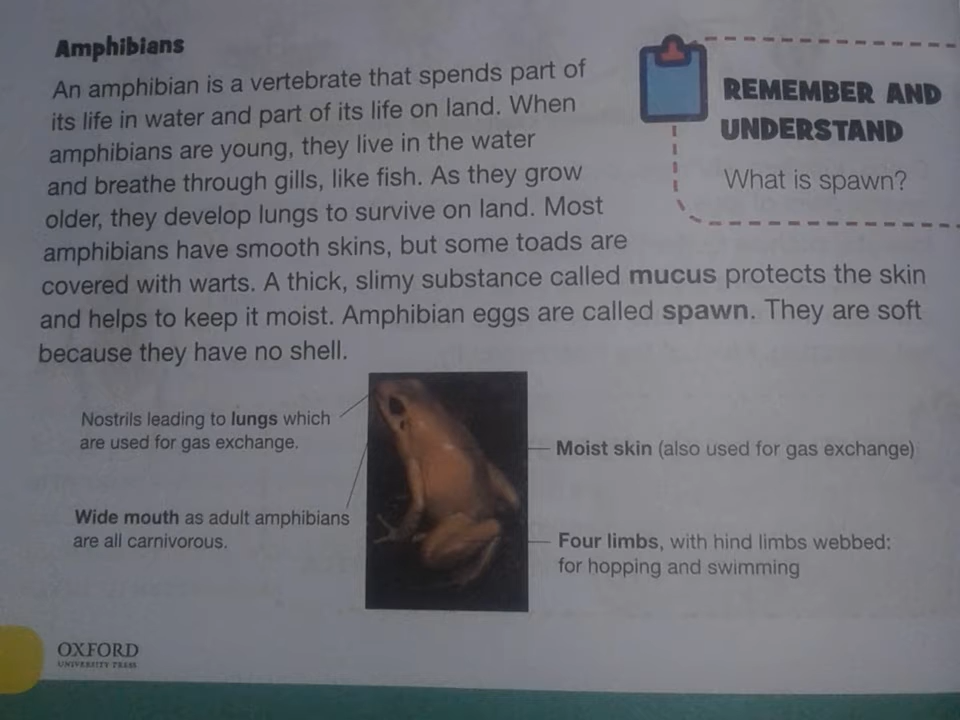 Amphibians
An amphibian is a vertebrate that spends part of
its life in water and part of its life on land. When
amphibians are young, they live in the water
and breathe through gills, like fish. As they grow
older, they develop lungs to survive on land. Most
amphibians have smooth skins, but some toads are
covered with warts. A thick, slimy substance called mucus protects the skin
and helps to keep it moist. Amphibian eggs are called spawn. They are soft
because they have no shell.
REMEMBER AND
UNDERSTAND
What is spawn?
Nostrils leading to lungs which
are used for gas exchange.
Wide mouth as adult amphibians
are all carnivorous.
Moist skin (also used for gas exchange)
Four limbs, with hind limbs webbed:
for hopping and swimming
OXFORD
UNIVERSITY PRESS